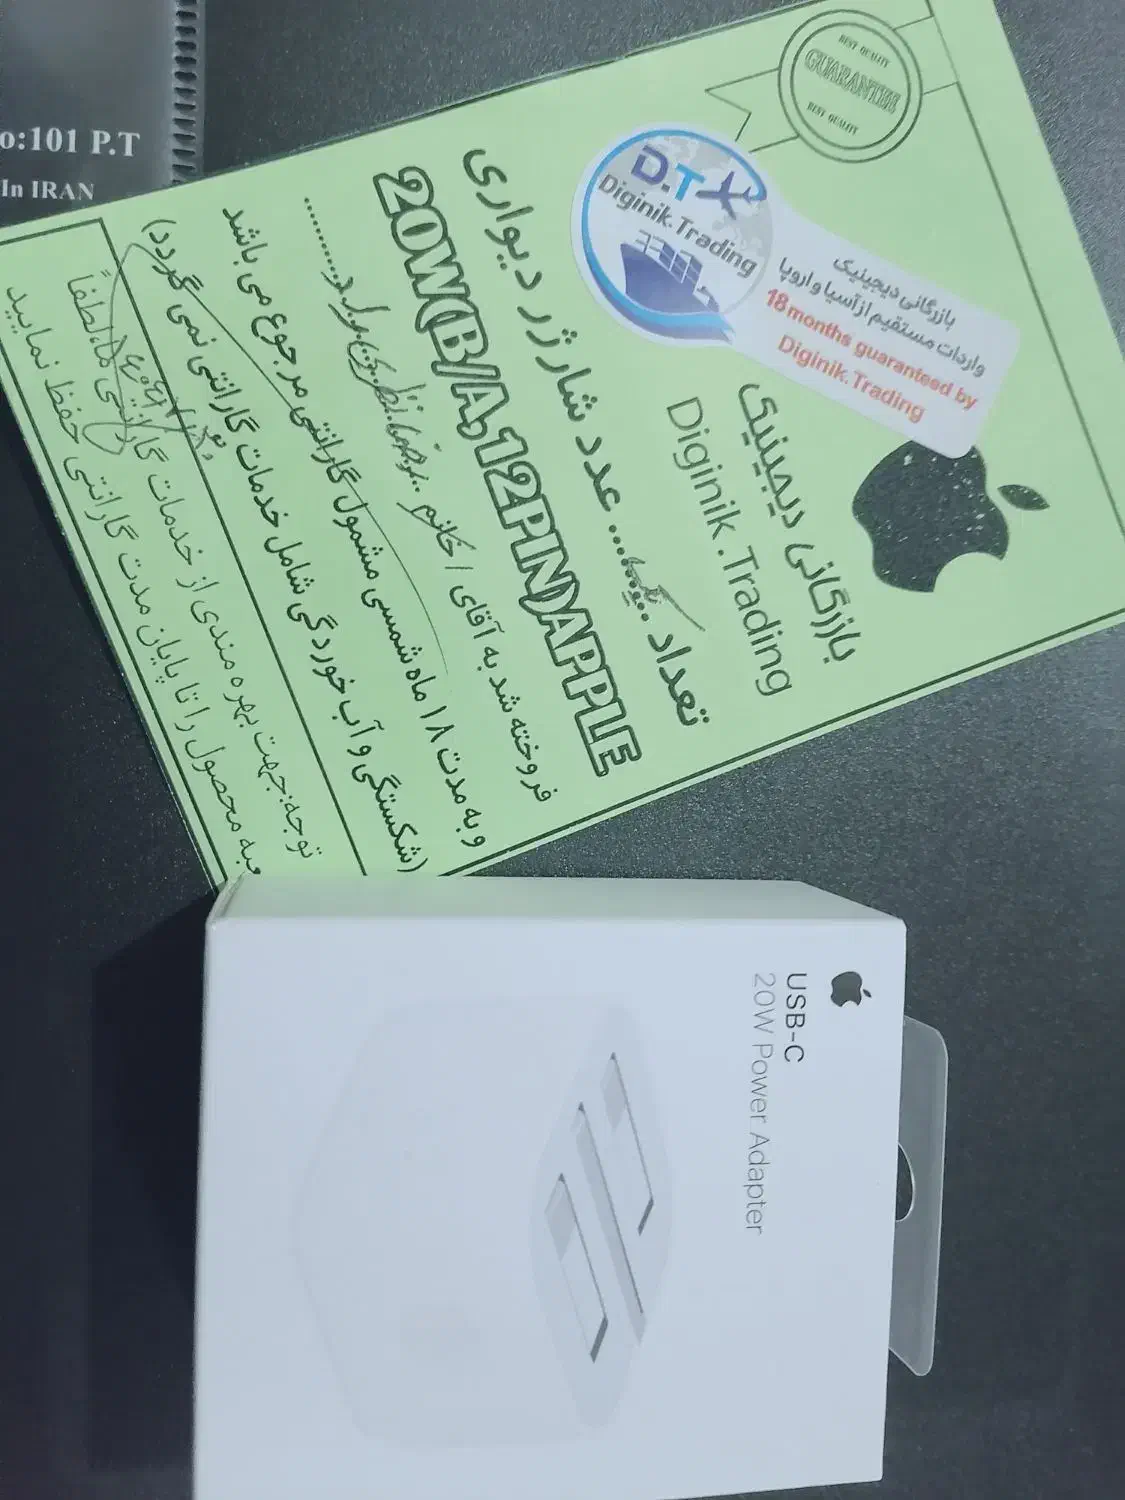 o:101 P.T
In IRAN
BEST QUALITY
GUARANTEE
BEST QUALITY
D.T
Diginik.Trading
بازرگانی دیجینیک
واردات مستقیم از آسیا و اروپا
18 months guaranteed by
Diginik.Trading
بازرگانی دیجینیک
Diginik.Trading
تعداد ... عدد شارژر دیواری
20W(B/A)12PIN)APPLE
فروخته شد به آقای / خانم
و به مدت ۱۸ ماه شمسی مشمول گارانتی مرجوع می باشد
(شکستگی و آب خوردگی شامل خدمات گارانتی نمی گردد)
توجه: جهت بهره مندی از خدمات گارانتی لطفاً
جعبه محصول را تا پایان مدت گارانتی حفظ نمایید
USB-C
20W Power Adapter